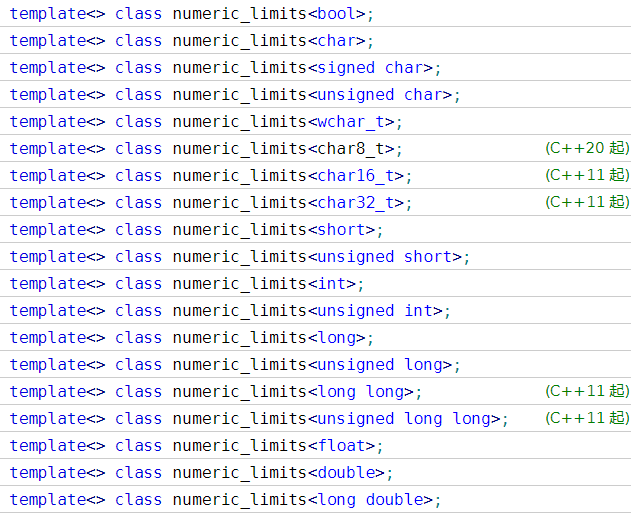 template<> class numeric_limits<bool>;
template<> class numeric_limits<char>;
template<> class numeric_limits<signed char>;
template<> class numeric_limits<unsigned char>;
template<> class numeric_limits<wchar_t>;
template<> class numeric_limits<char8_t>; (C++20 起)
template<> class numeric_limits<char16_t>; (C++11 起)
template<> class numeric_limits<char32_t>; (C++11 起)
template<> class numeric_limits<short>;
template<> class numeric_limits<unsigned short>;
template<> class numeric_limits<int>;
template<> class numeric_limits<unsigned int>;
template<> class numeric_limits<long>;
template<> class numeric_limits<unsigned long>;
template<> class numeric_limits<long long>; (C++11 起)
template<> class numeric_limits<unsigned long long>; (C++11 起)
template<> class numeric_limits<float>;
template<> class numeric_limits<double>;
template<> class numeric_limits<long double>;